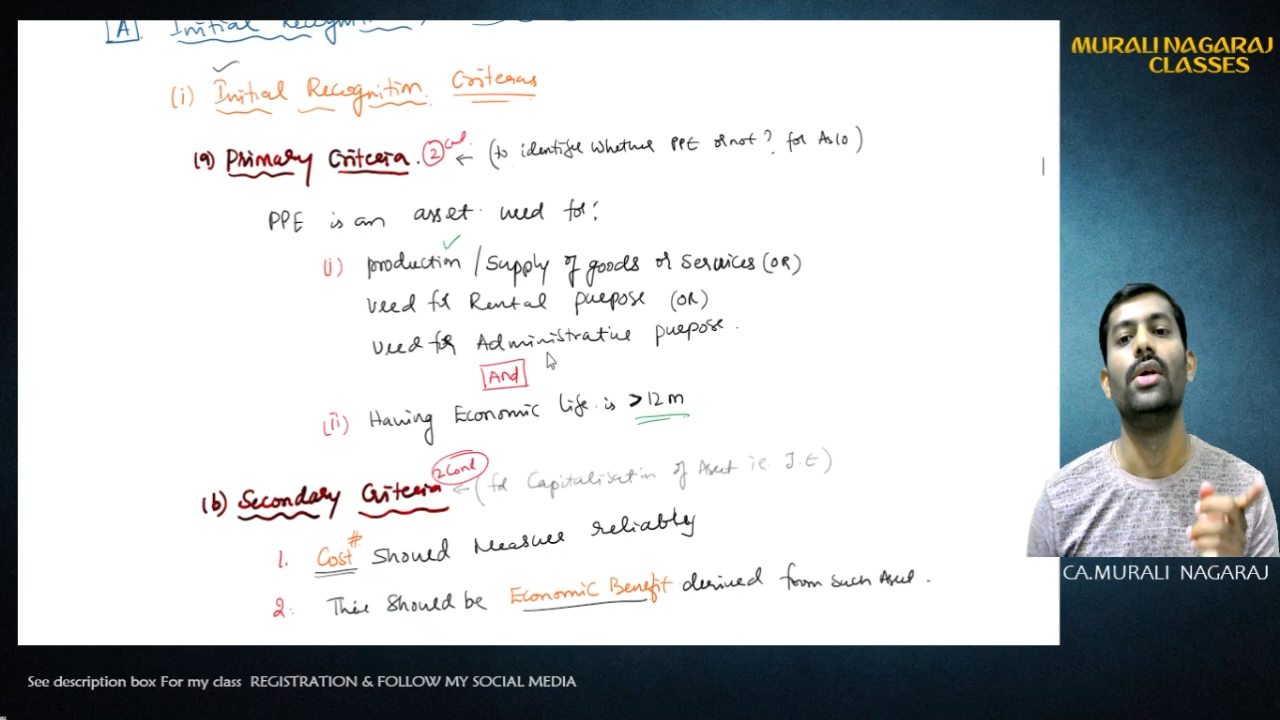 A Initial Recognition
MURALI NAGARAJ
CLASSES
(i) Initial Recognition Criterias
(a) Primary Criteria. 2 Cond ← (to identify whether PPE or not? for AS10)
PPE is an asset used for:
(i) production / Supply of goods or services (OR)
used for Rental purpose (OR)
used for Administrative purpose.
And
(ii) Having Economic life is > 12 m
(b) Secondary Criteria 2 Cond ← (for Capitalisation of Asset i.e. J.E)
1. Cost # Should Measure reliably
2. There should be Economic Benefit derived from such Asset.
CA.MURALI NAGARAJ
See description box For my class REGISTRATION & FOLLOW MY SOCIAL MEDIA